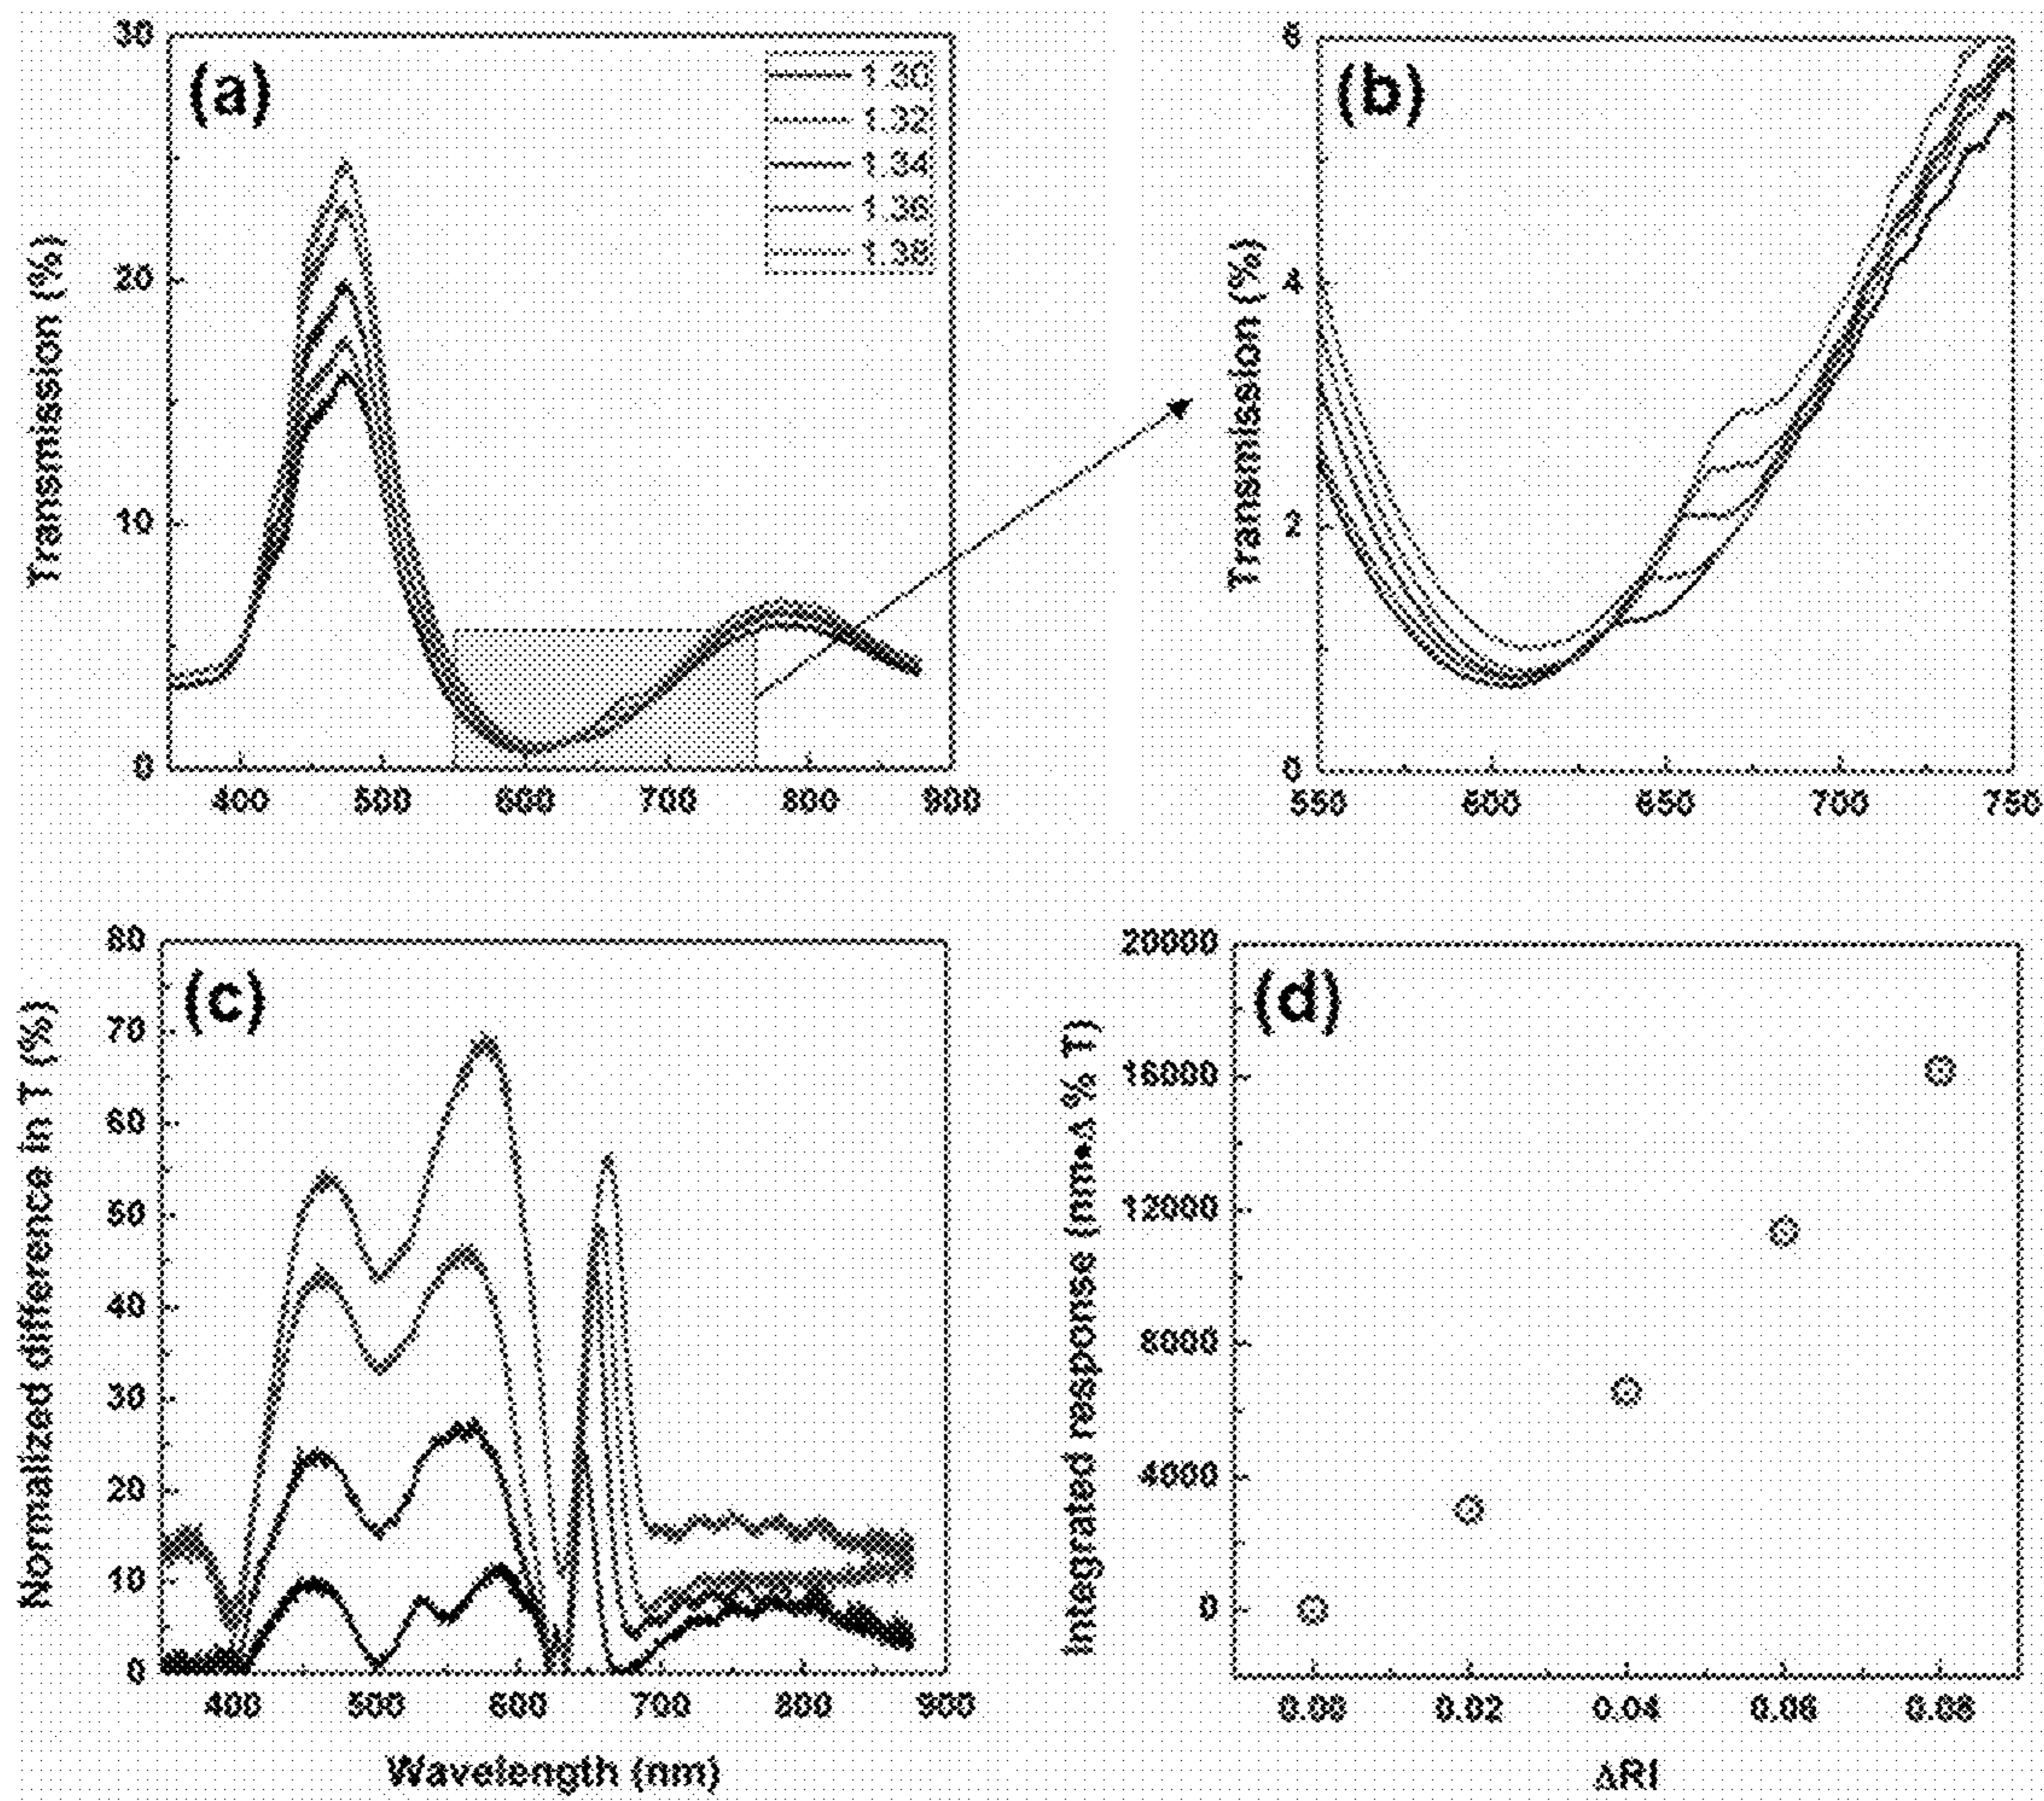 (a)
30
20
10
0
Transmission (%)
1.30
1.32
1.34
1.36
1.38
400 500 600 700 800 900
(b)
6
4
2
0
Transmission (%)
550 600 650 700 750
(c)
80
70
60
50
40
30
20
10
0
Normalized difference in T (%)
400 500 600 700 800 900
Wavelength (nm)
(d)
20000
16000
12000
8000
4000
0
Integrated response (nm•Δ % T)
0.00 0.02 0.04 0.06 0.08
ΔRI